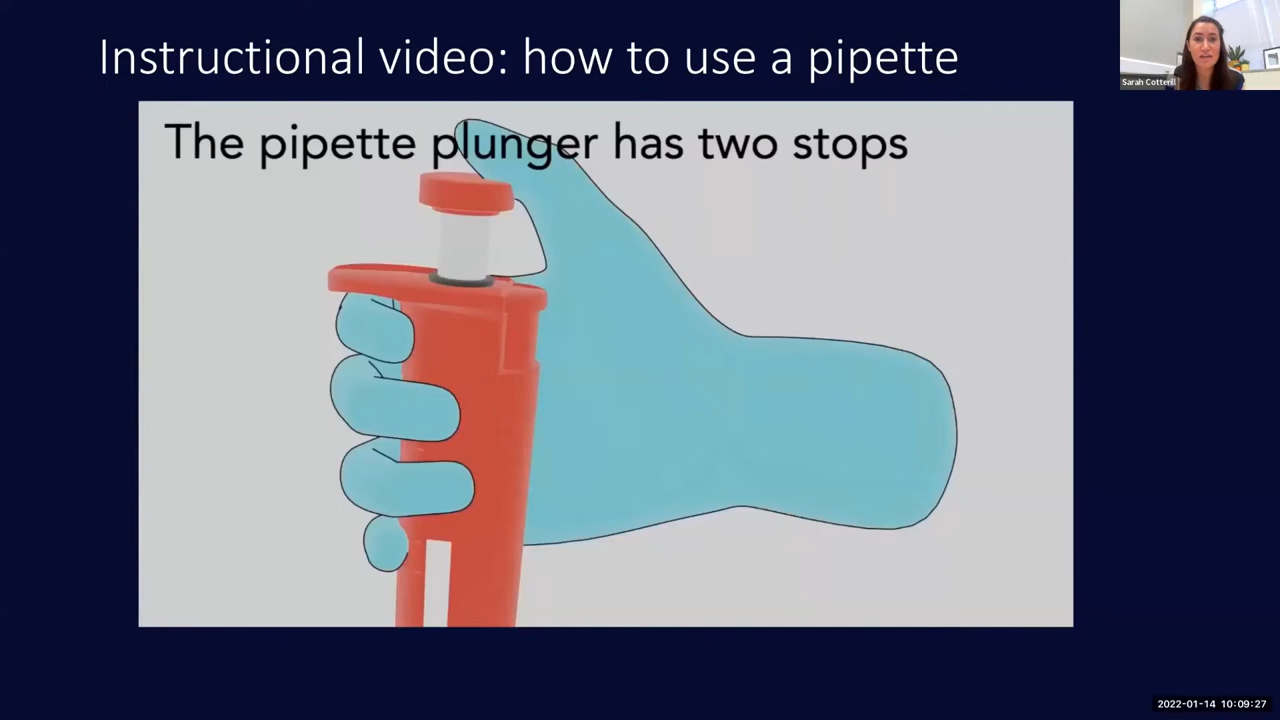 Instructional video: how to use a pipette
Sarah Cotterill
The pipette plunger has two stops
2022-01-14 10:09:27